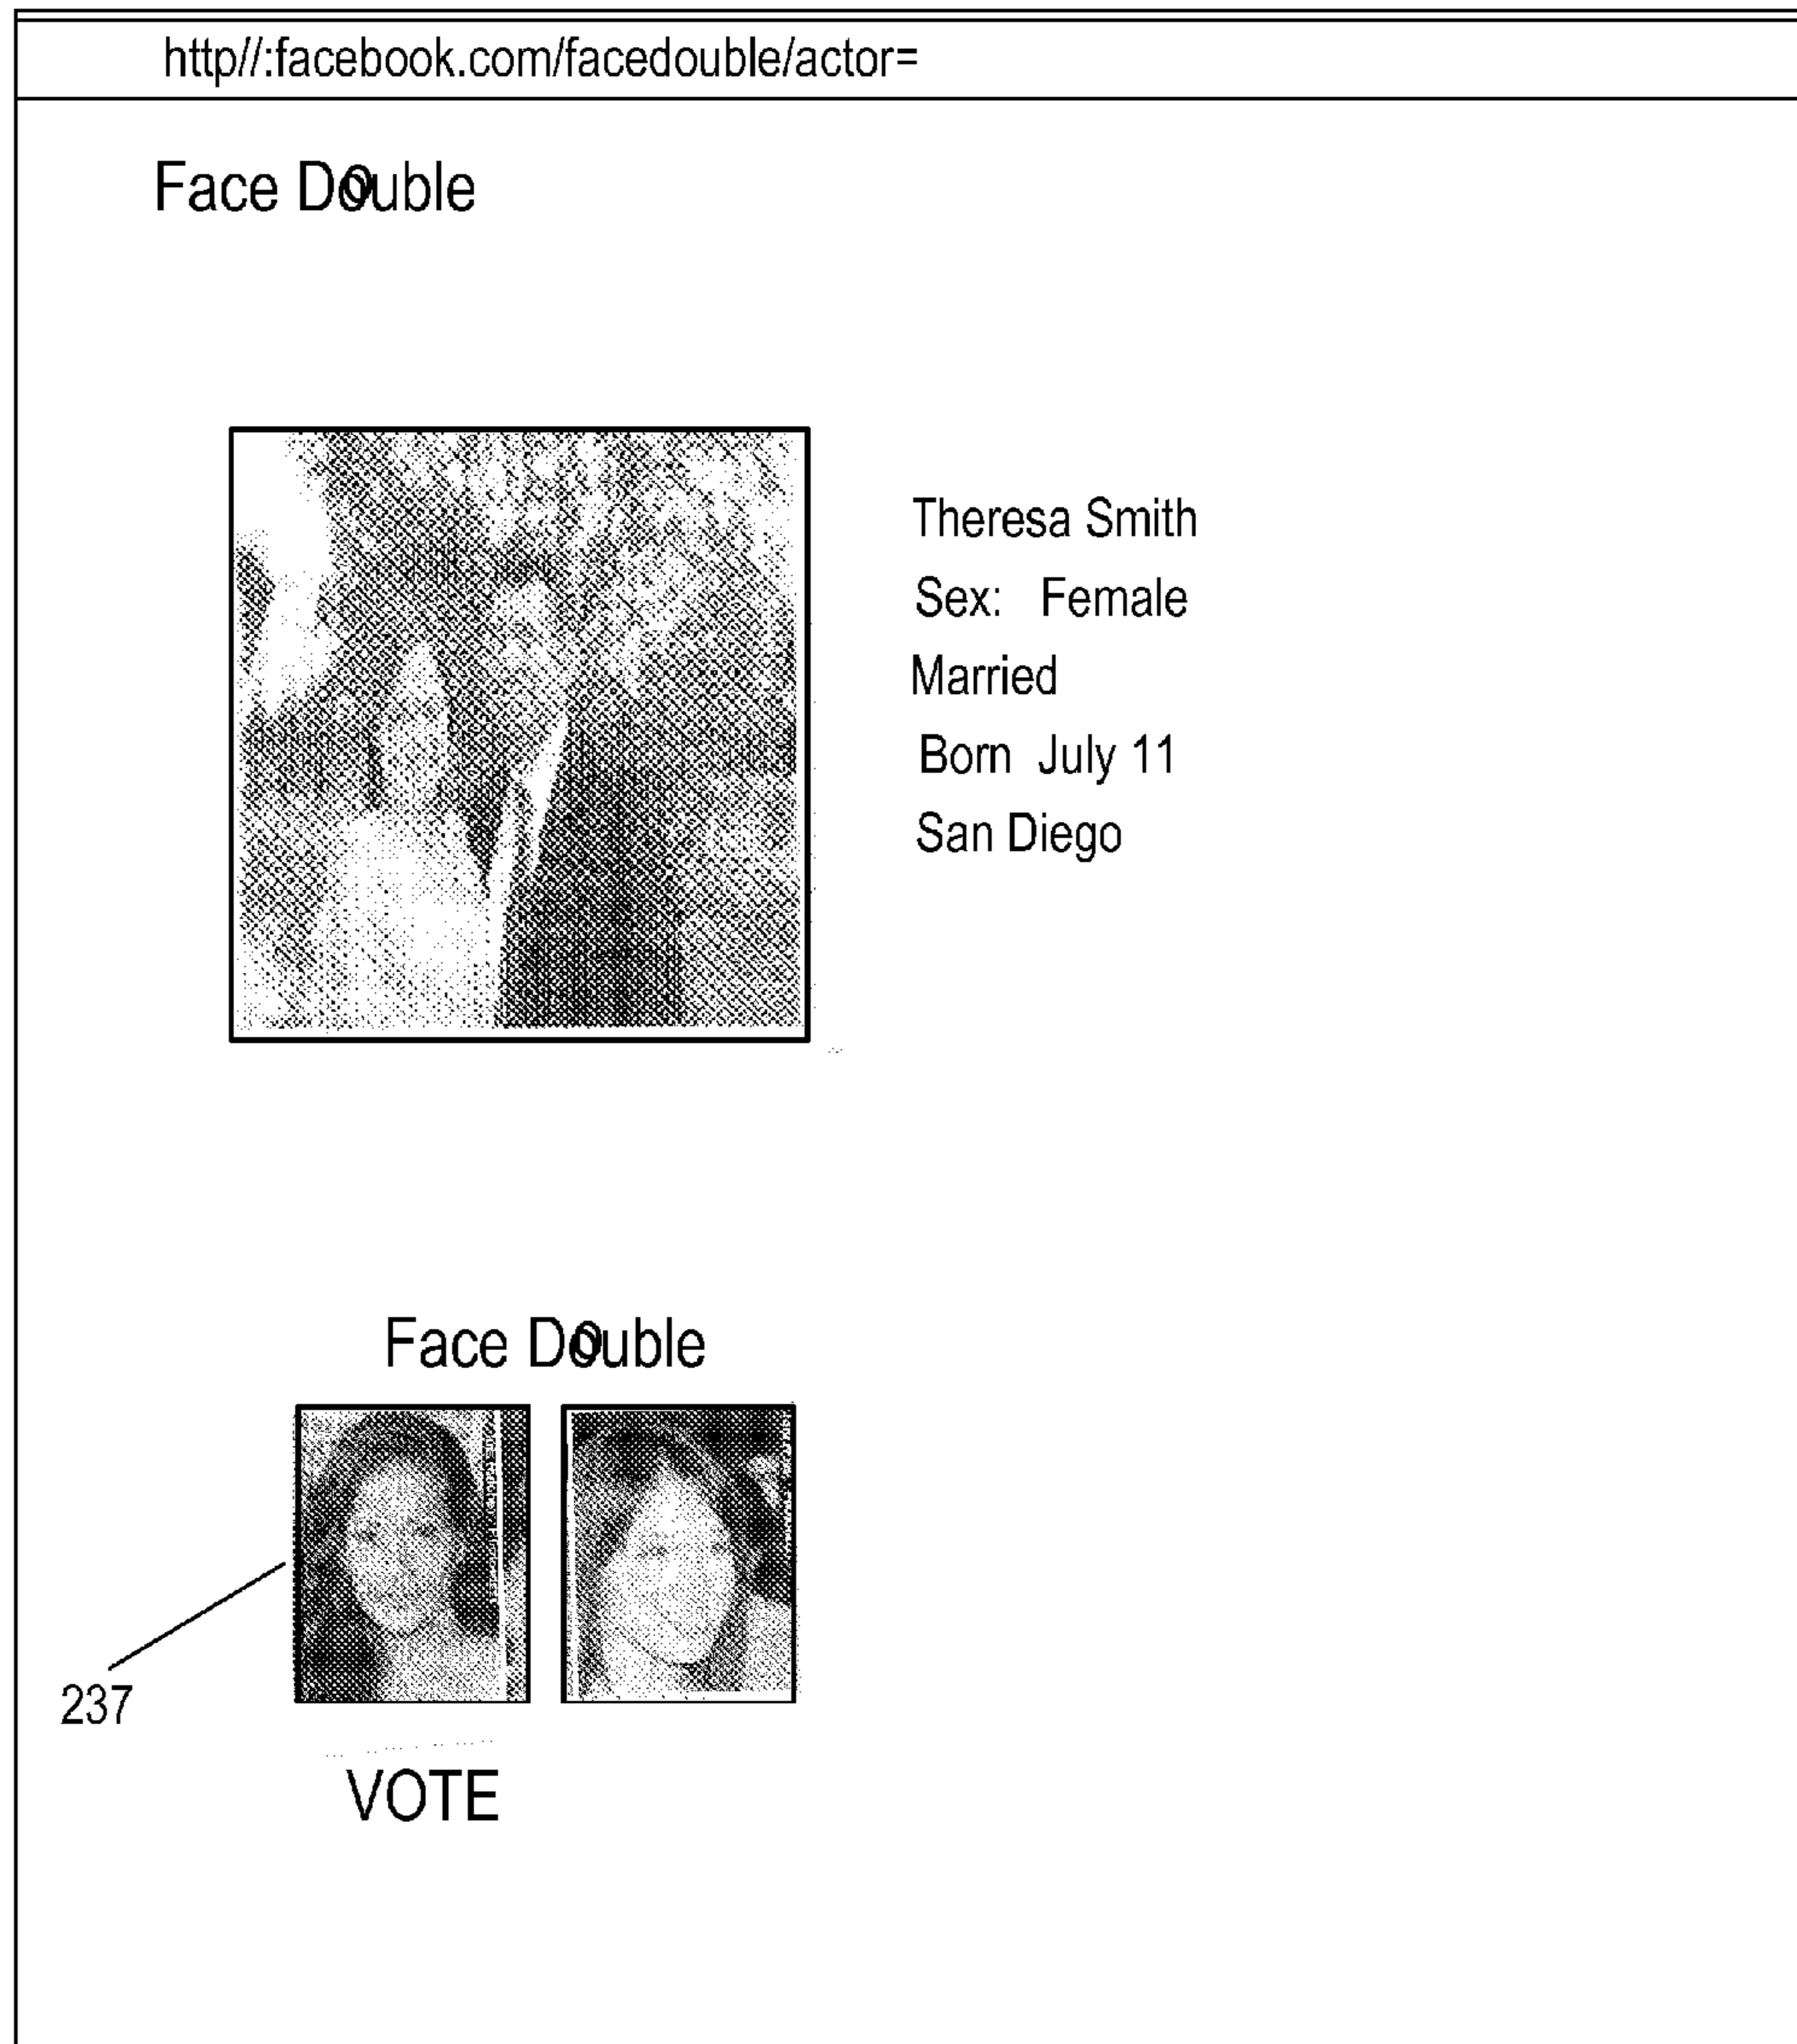 http//:facebook.com/facedouble/actor=
Face Double
Theresa Smith
Sex: Female
Married
Born July 11
San Diego
Face Double
237
VOTE